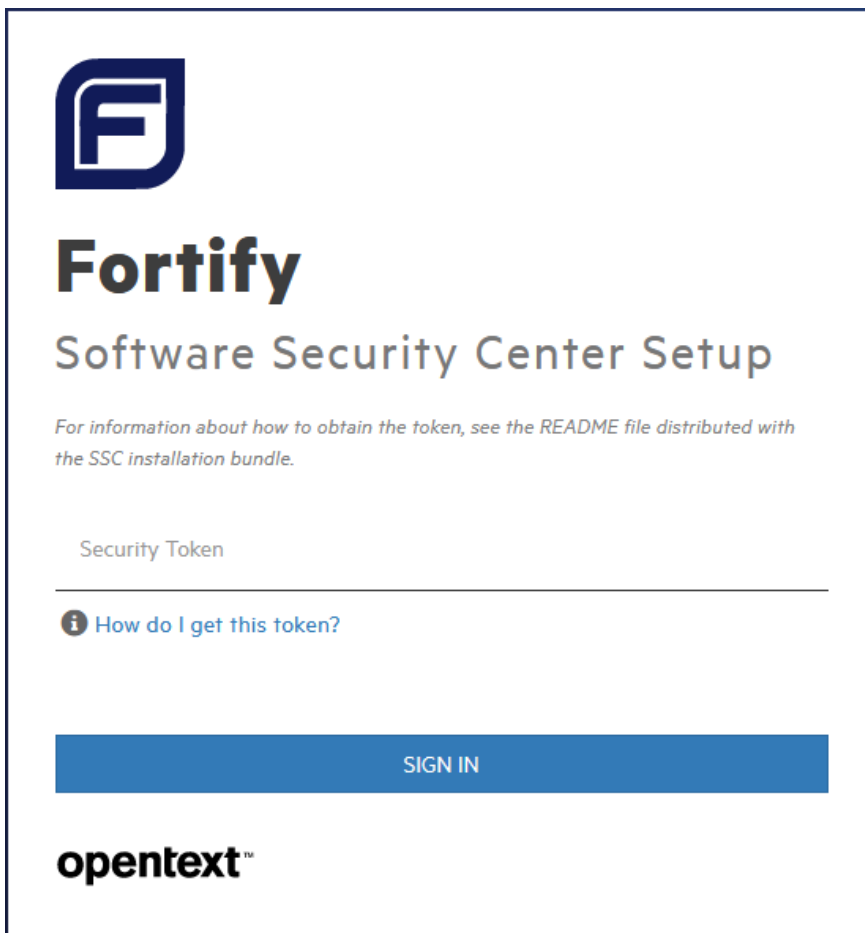 F
Fortify
Software Security Center Setup
For information about how to obtain the token, see the README file distributed with
the SSC installation bundle.
Security Token
i How do I get this token?
SIGN IN
opentext™